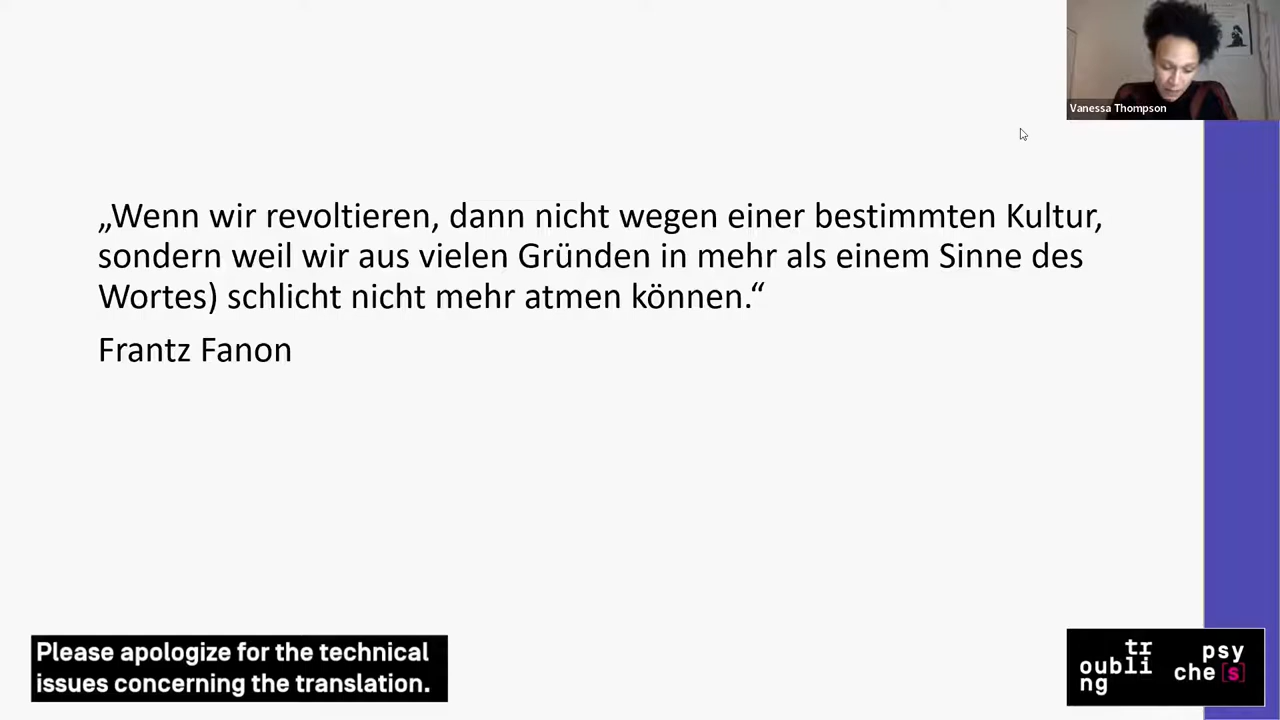 Vanessa Thompson
„Wenn wir revoltieren, dann nicht wegen einer bestimmten Kultur,
sondern weil wir aus vielen Gründen in mehr als einem Sinne des
Wortes) schlicht nicht mehr atmen können.“
Frantz Fanon
Please apologize for the technical
issues concerning the translation.
tr
oubli
ng
psy
che[s]